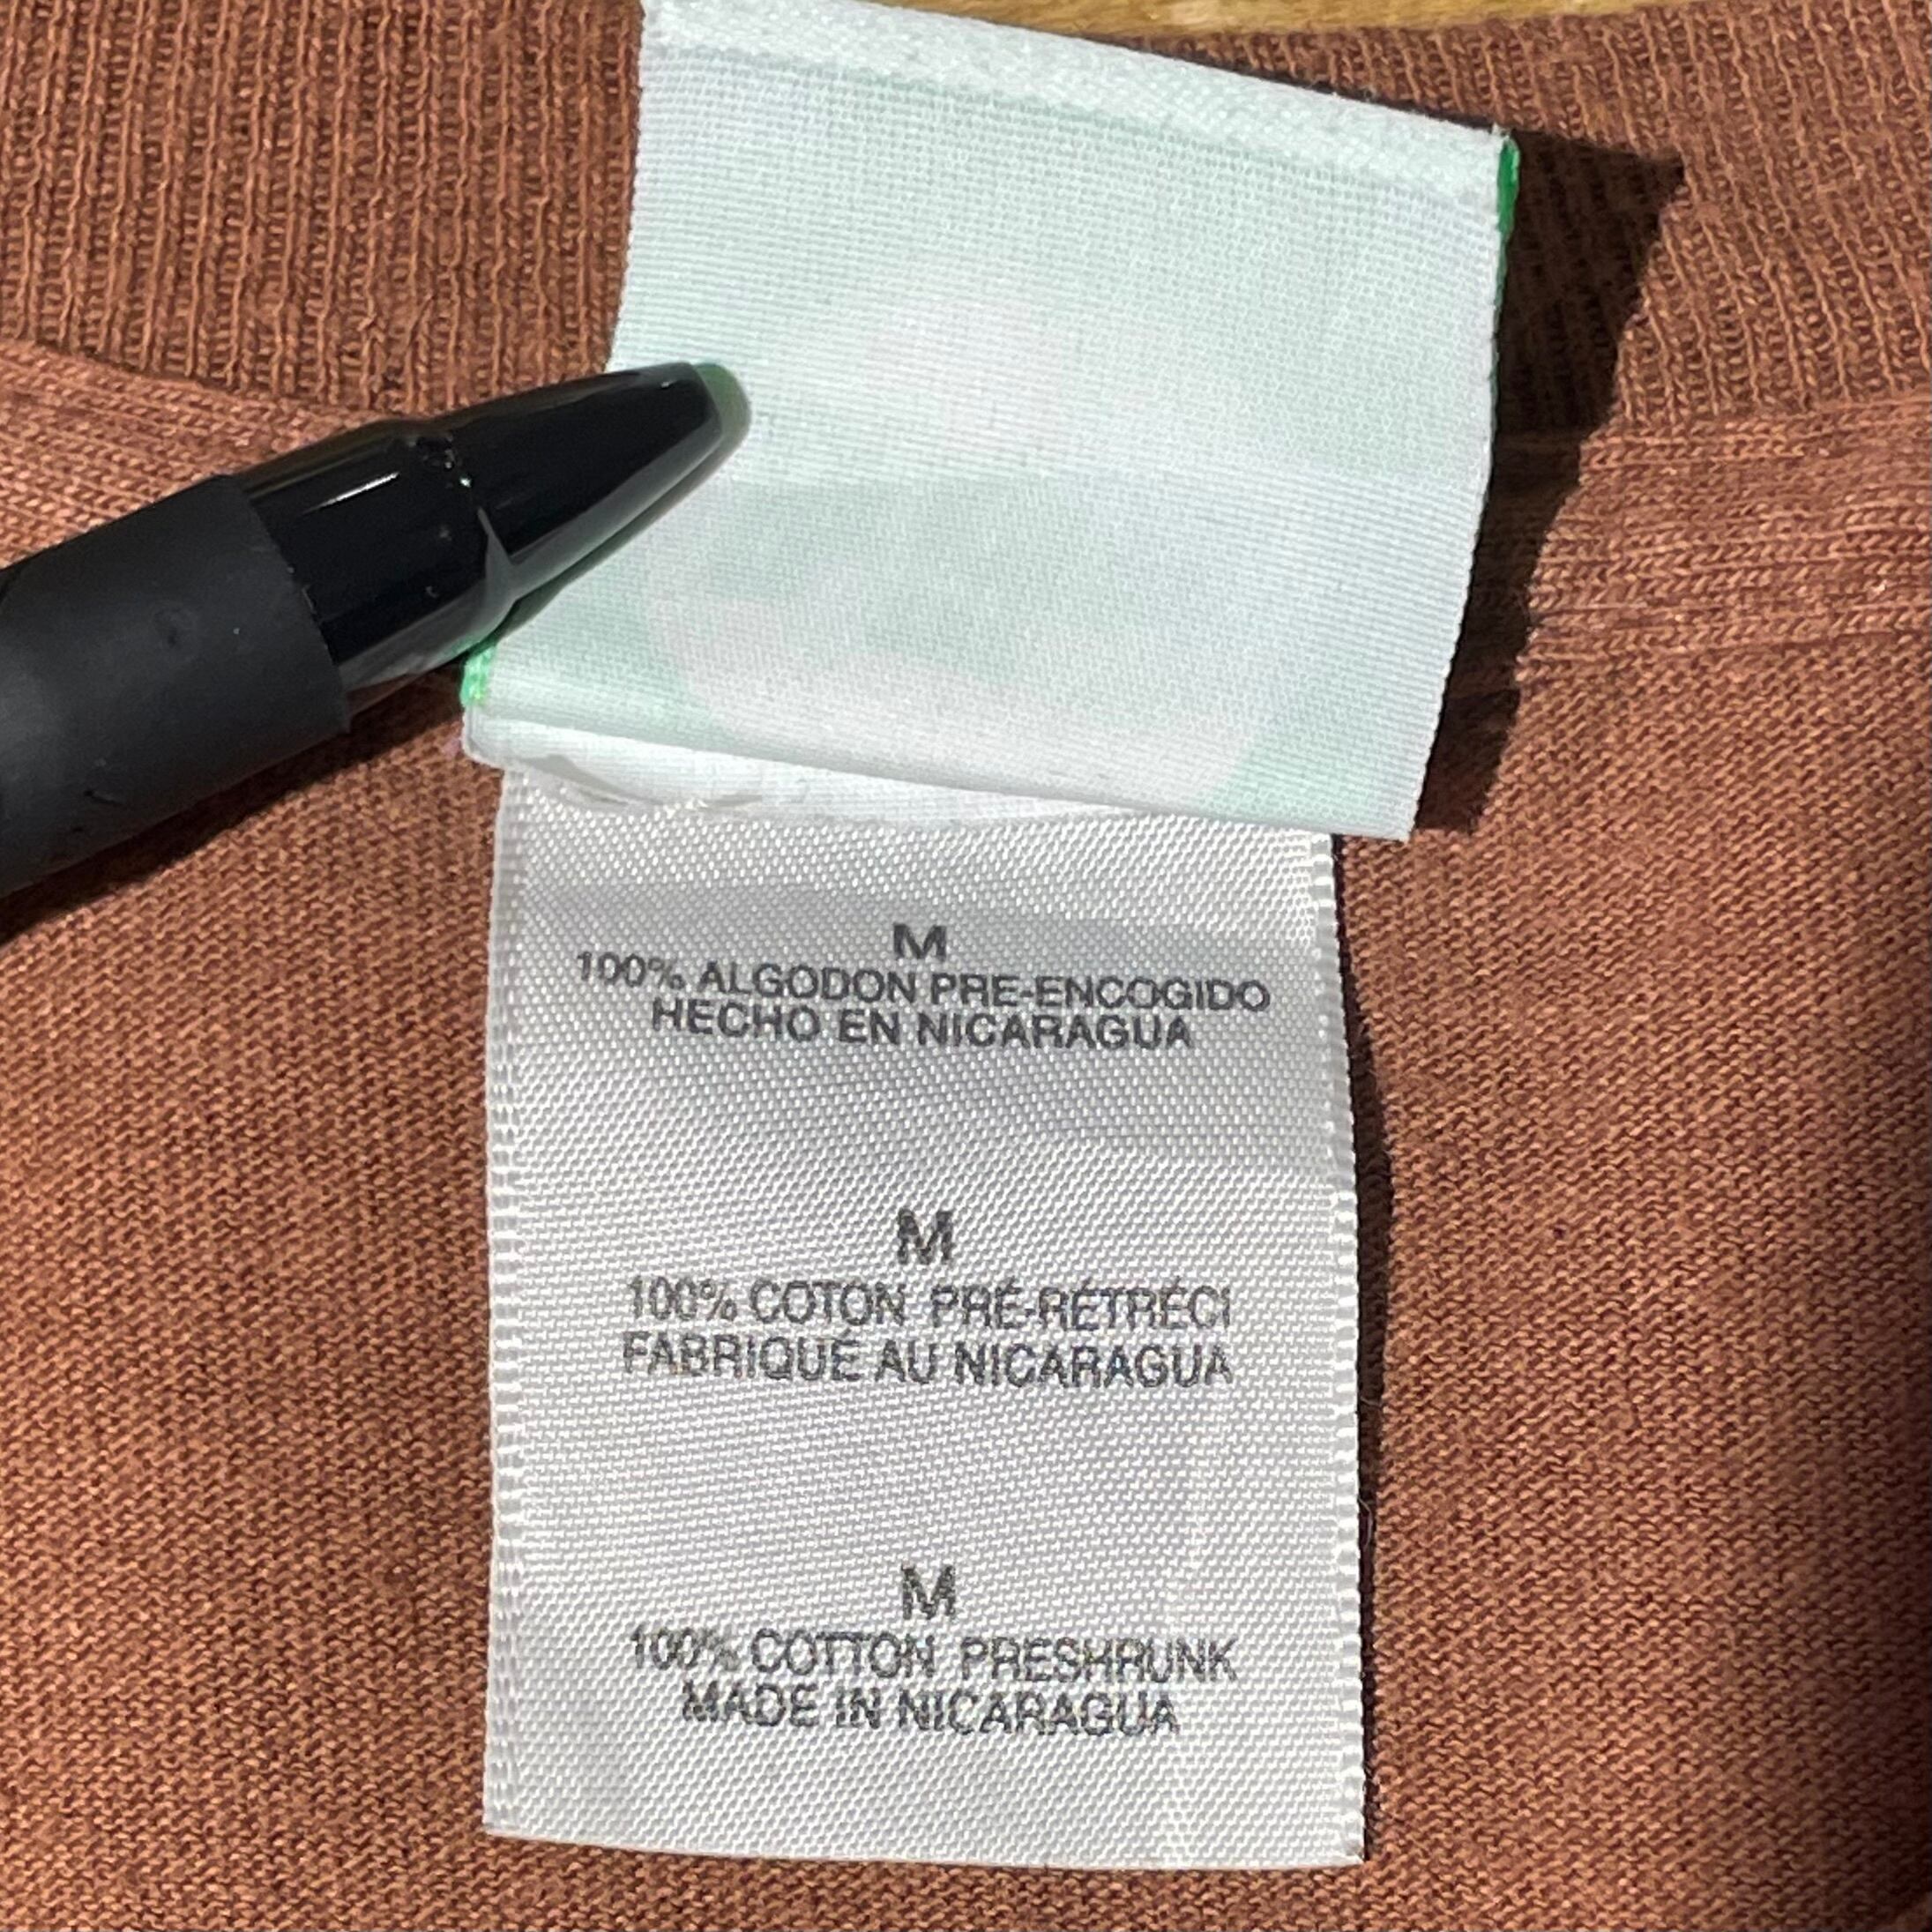 M
100% ALGODON PRE-ENCOGIDO
HECHO EN NICARAGUA
M
100% COTON PRÉ-RÉTRÉCI
FABRIQUÉ AU NICARAGUA
M
100% COTTON PRESHRUNK
MADE IN NICARAGUA